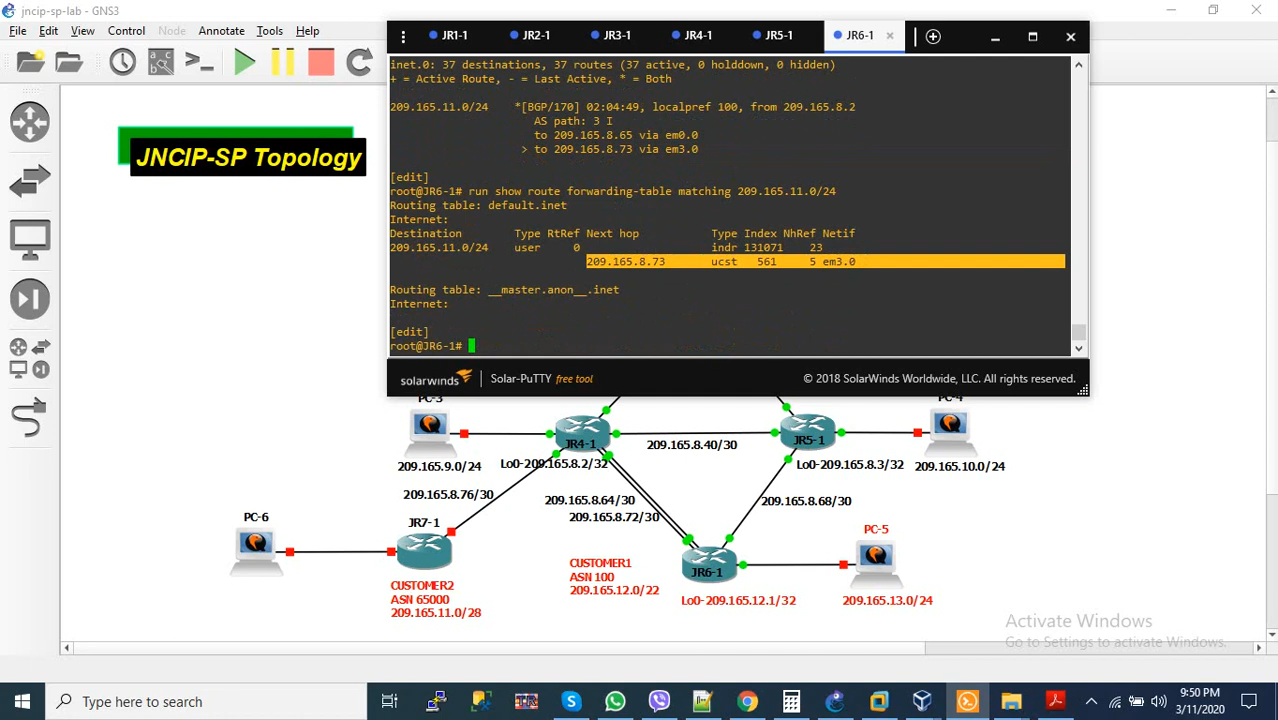 jncip-sp-lab - GNS3
File Edit View Control Node Annotate Tools Help
JR1-1 JR2-1 JR3-1 JR4-1 JR5-1 JR6-1
inet.0: 37 destinations, 37 routes (37 active, 0 holddown, 0 hidden)
+ = Active Route, - = Last Active, * = Both
209.165.11.0/24 *[BGP/170] 02:04:49, localpref 100, from 209.165.8.2
AS path: 3 I
to 209.165.8.65 via em0.0
> to 209.165.8.73 via em3.0
[edit]
root@JR6-1# run show route forwarding-table matching 209.165.11.0/24
Routing table: default.inet
Internet:
Destination Type RtRef Next hop Type Index NhRef Netif
209.165.11.0/24 user 0 indr 131071 23
209.165.8.73 ucst 561 5 em3.0
Routing table: __master.anon__.inet
Internet:
[edit]
root@JR6-1#
solarwinds Solar-PuTTY free tool © 2018 SolarWinds Worldwide, LLC. All rights reserved.
JNCIP-SP Topology
PC-3
PC-4
JR4-1
209.165.8.40/30
JR5-1
209.165.9.0/24
Lo0-209.165.8.2/32
Lo0-209.165.8.3/32
209.165.10.0/24
209.165.8.76/30
209.165.8.64/30
209.165.8.68/30
209.165.8.72/30
PC-6
JR7-1
PC-5
CUSTOMER1
ASN 100
209.165.12.0/22
JR6-1
CUSTOMER2
ASN 65000
209.165.11.0/28
Lo0-209.165.12.1/32
209.165.13.0/24
Activate Windows
Go to Settings to activate Windows.
Type here to search
9:50 PM
3/11/2020